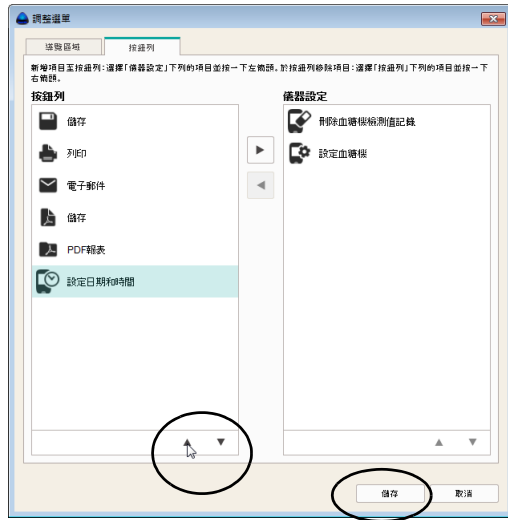 調整選單
導覽區域
按鈕列
新增項目至按鈕列:選擇「儀器設定」下列的項目並按一下左箭頭。於按鈕列移除項目:選擇「按鈕列」下列的項目並按一下
右箭頭。
按鈕列
儀器設定
儲存
刪除血糖機檢測值記錄
列印
設定血糖機
電子郵件
儲存
PDF報表
設定日期和時間
儲存
取消